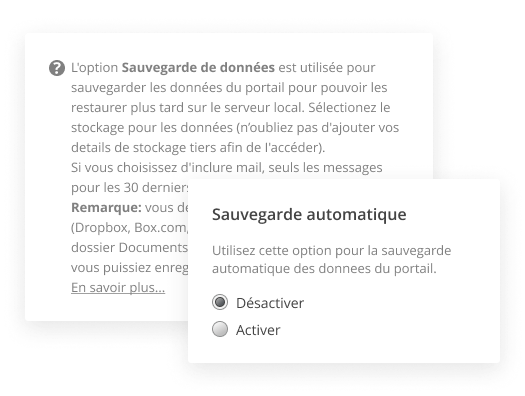 L'option Sauvegarde de données est utilisée pour
sauvegarder les données du portail pour pouvoir les
restaurer plus tard sur le serveur local. Sélectionez le
stockage pour les données (n'oubliez pas d'ajouter vos
details de stockage tiers afin de l'accéder).
Si vous choisissez d'inclure mail, seuls les messages
pour les 30 derniers
Remarque: vous de
(Dropbox, Box.com,
dossier Documents
vous puissiez enreg
En savoir plus...
Sauvegarde automatique
Utilisez cette option pour la sauvegarde
automatique des donnees du portail.
Désactiver
Activer